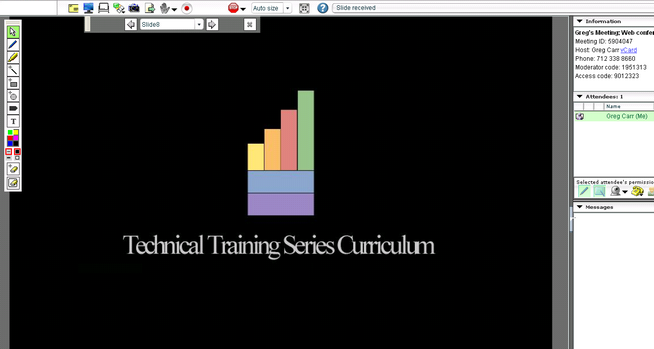 Auto size
Slide received
Slide8
T
Technical Training Series Curriculum
Information
Greg's Meeting; Web confer
Meeting ID: 5904047
Host: Greg Carr vCard
Phone: 712 338 8660
Moderator code: 1951313
Access code: 9012323
Attendees: 1
Name
Greg Carr (Me)
Selected attendee's permissio
Messages